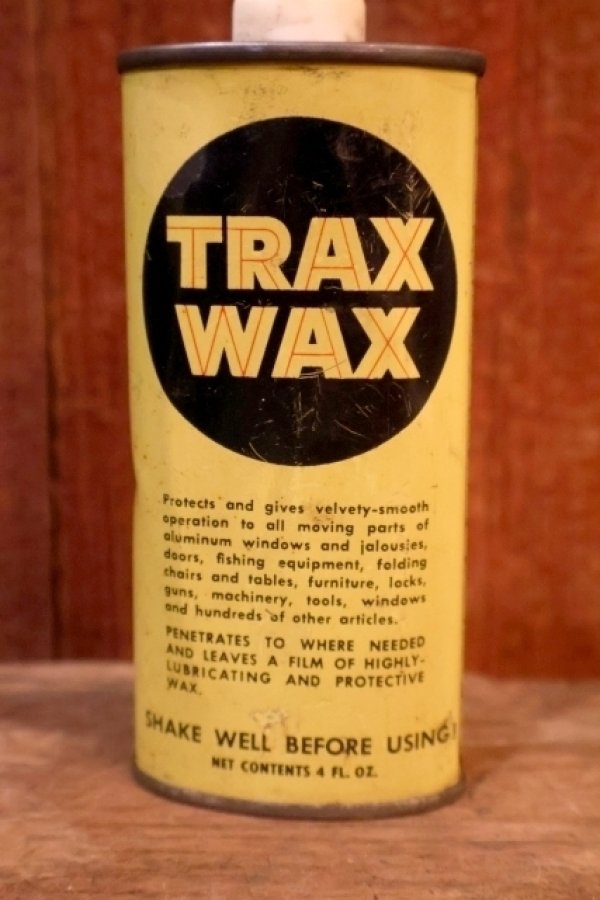 TRAX
WAX
Protects and gives velvety-smooth
operation to all moving parts of
aluminum windows and jalousies,
doors, fishing equipment, folding
chairs and tables, furniture, locks,
guns, machinery, tools, windows
and hundreds of other articles.
PENETRATES TO WHERE NEEDED
AND LEAVES A FILM OF HIGHLY-
LUBRICATING AND PROTECTIVE
WAX.
SHAKE WELL BEFORE USING!
NET CONTENTS 4 FL. OZ.